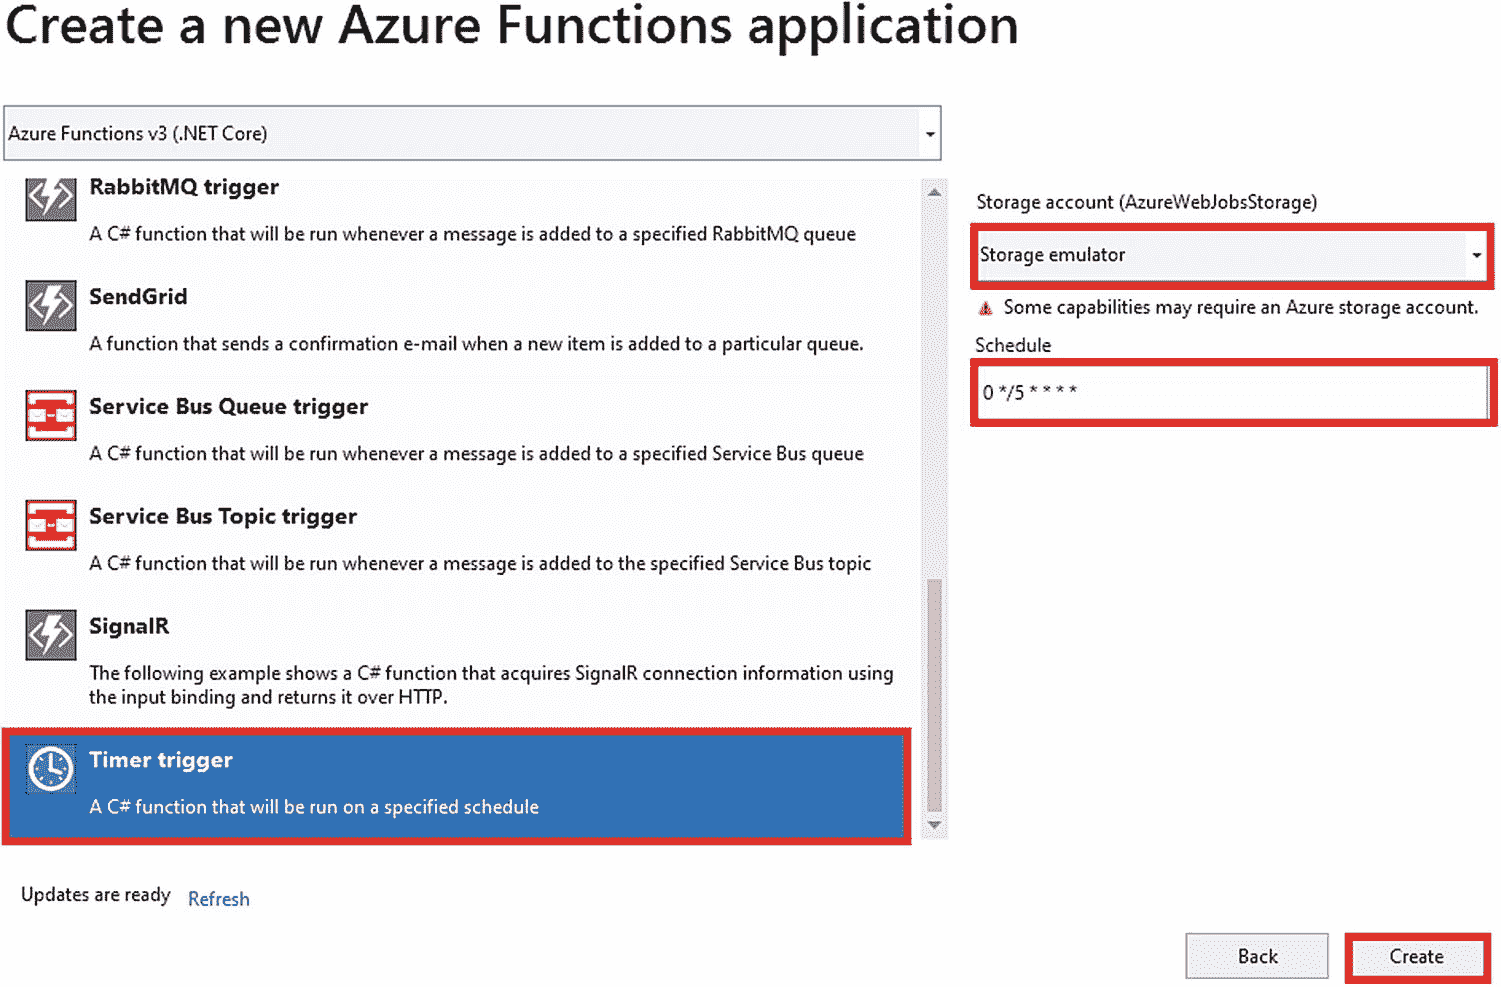 Create a new Azure Functions application
Azure Functions v3 (.NET Core)
RabbitMQ trigger
A C# function that will be run whenever a message is added to a specified RabbitMQ queue
SendGrid
A function that sends a confirmation e-mail when a new item is added to a particular queue.
Service Bus Queue trigger
A C# function that will be run whenever a message is added to a specified Service Bus queue
Service Bus Topic trigger
A C# function that will be run whenever a message is added to the specified Service Bus topic
SignalR
The following example shows a C# function that acquires SignalR connection information using
the input binding and returns it over HTTP.
Timer trigger
A C# function that will be run on a specified schedule
Storage account (AzureWebJobsStorage)
Storage emulator
Some capabilities may require an Azure storage account.
Schedule
0 */5 * * * *
Updates are ready Refresh
Back Create